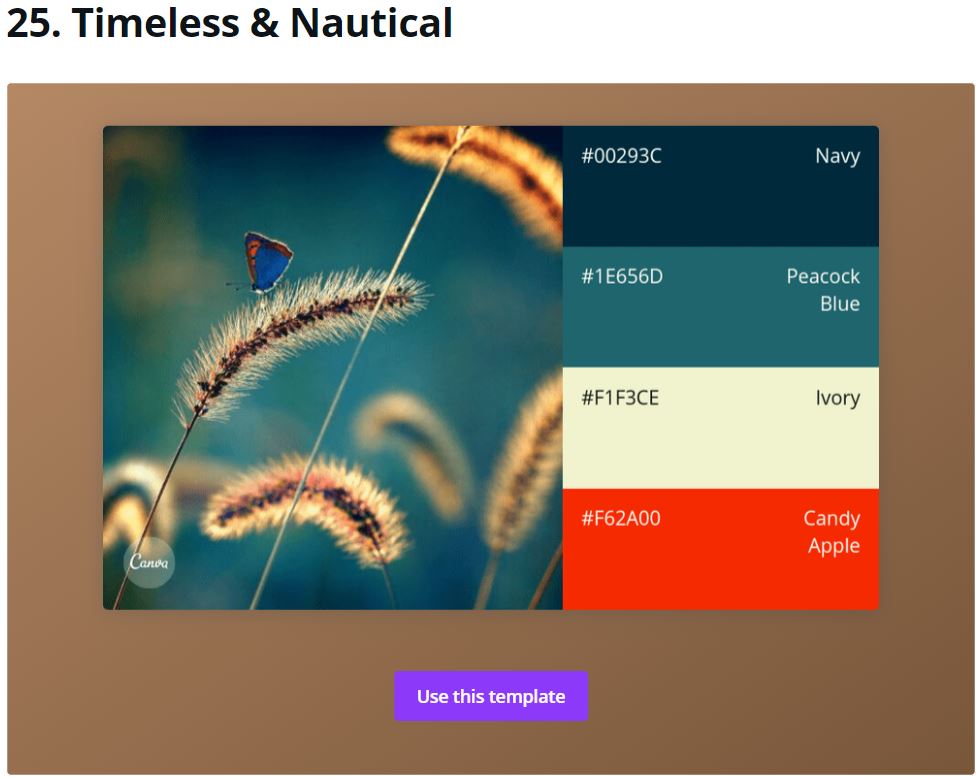 25. Timeless & Nautical
#00293C Navy
#1E656D Peacock
Blue
#F1F3CE Ivory
#F62A00 Candy
Apple
Canva
Use this template